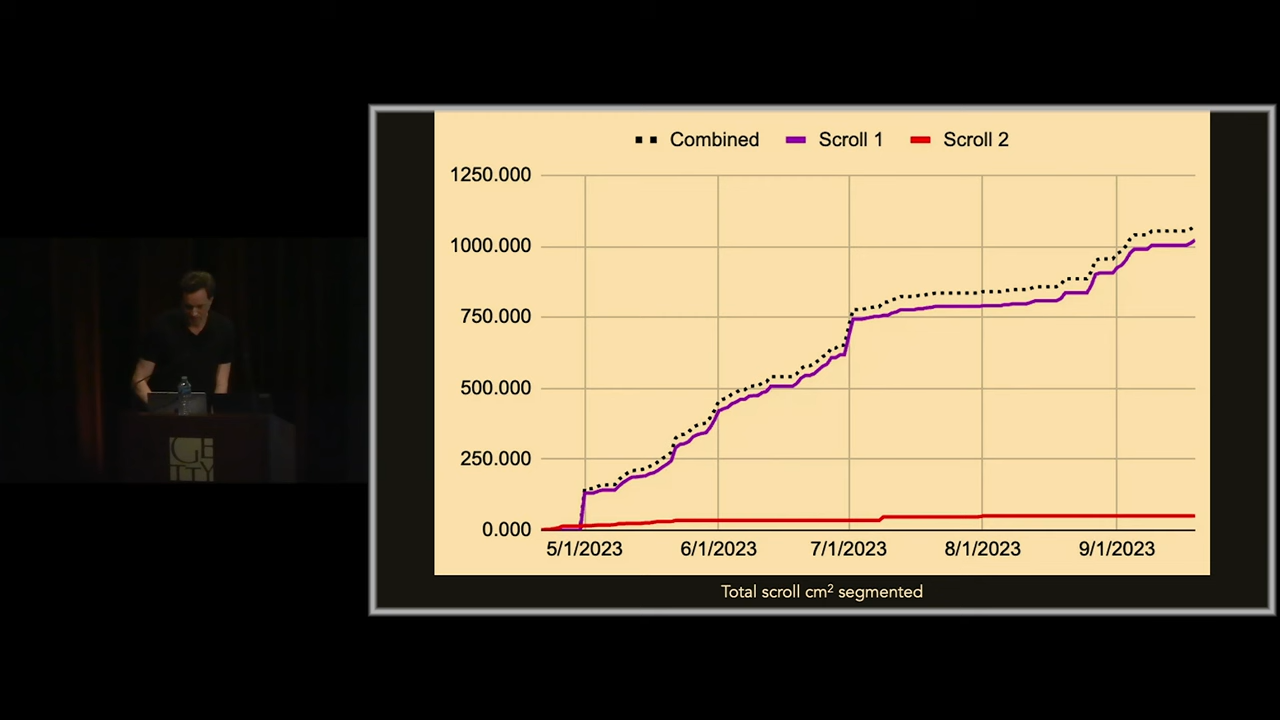 Combined Scroll 1 Scroll 2
1250.000
1000.000
750.000
500.000
250.000
0.000
5/1/2023 6/1/2023 7/1/2023 8/1/2023 9/1/2023
Total scroll cm² segmented